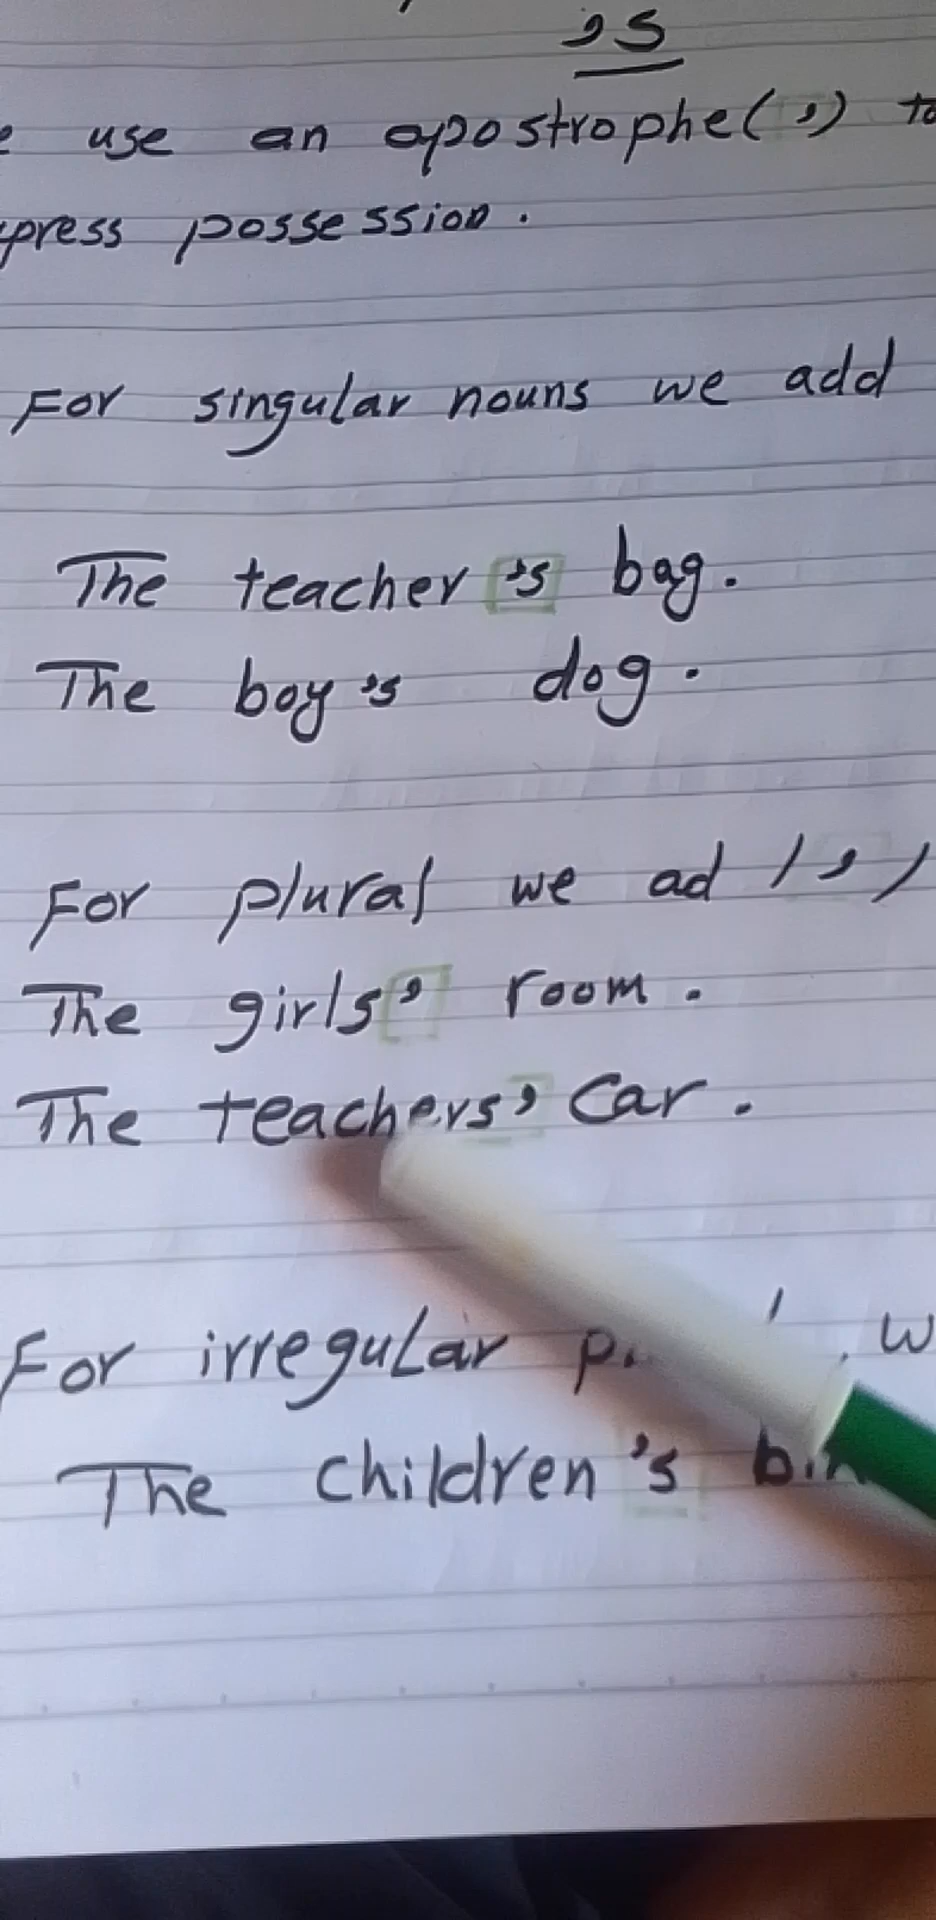 's
use an apostrophe(') to
press possession.
For singular nouns we add
The teacher's bag.
The boy's dog.
For plural we ad / ' /
The girls' room.
The teachers' car.
For irregular
The children's